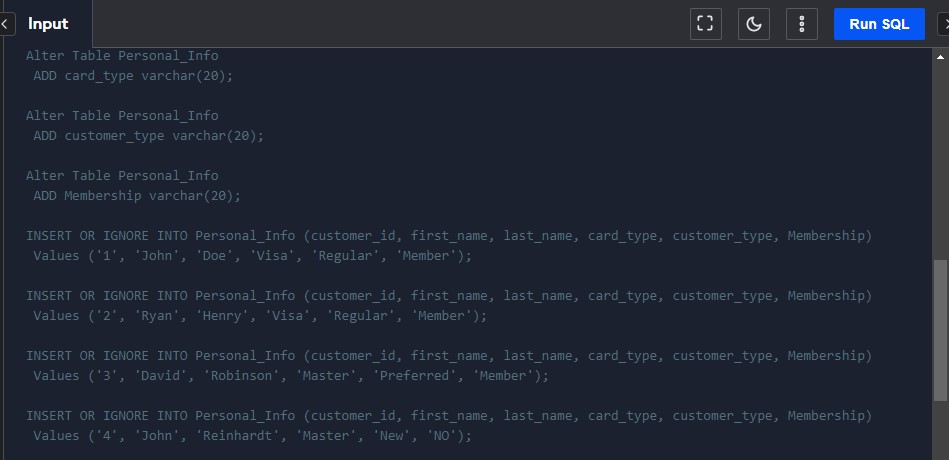 Input
Run SQL
Alter Table Personal_Info
ADD card_type varchar(20);
Alter Table Personal_Info
ADD customer_type varchar(20);
Alter Table Personal_Info
ADD Membership varchar(20);
INSERT OR IGNORE INTO Personal_Info (customer_id, first_name, last_name, card_type, customer_type, Membership)
Values ('1', 'John', 'Doe', 'Visa', 'Regular', 'Member');
INSERT OR IGNORE INTO Personal_Info (customer_id, first_name, last_name, card_type, customer_type, Membership)
Values ('2', 'Ryan', 'Henry', 'Visa', 'Regular', 'Member');
INSERT OR IGNORE INTO Personal_Info (customer_id, first_name, last_name, card_type, customer_type, Membership)
Values ('3', 'David', 'Robinson', 'Master', 'Preferred', 'Member');
INSERT OR IGNORE INTO Personal_Info (customer_id, first_name, last_name, card_type, customer_type, Membership)
Values ('4', 'John', 'Reinhardt', 'Master', 'New', 'NO');